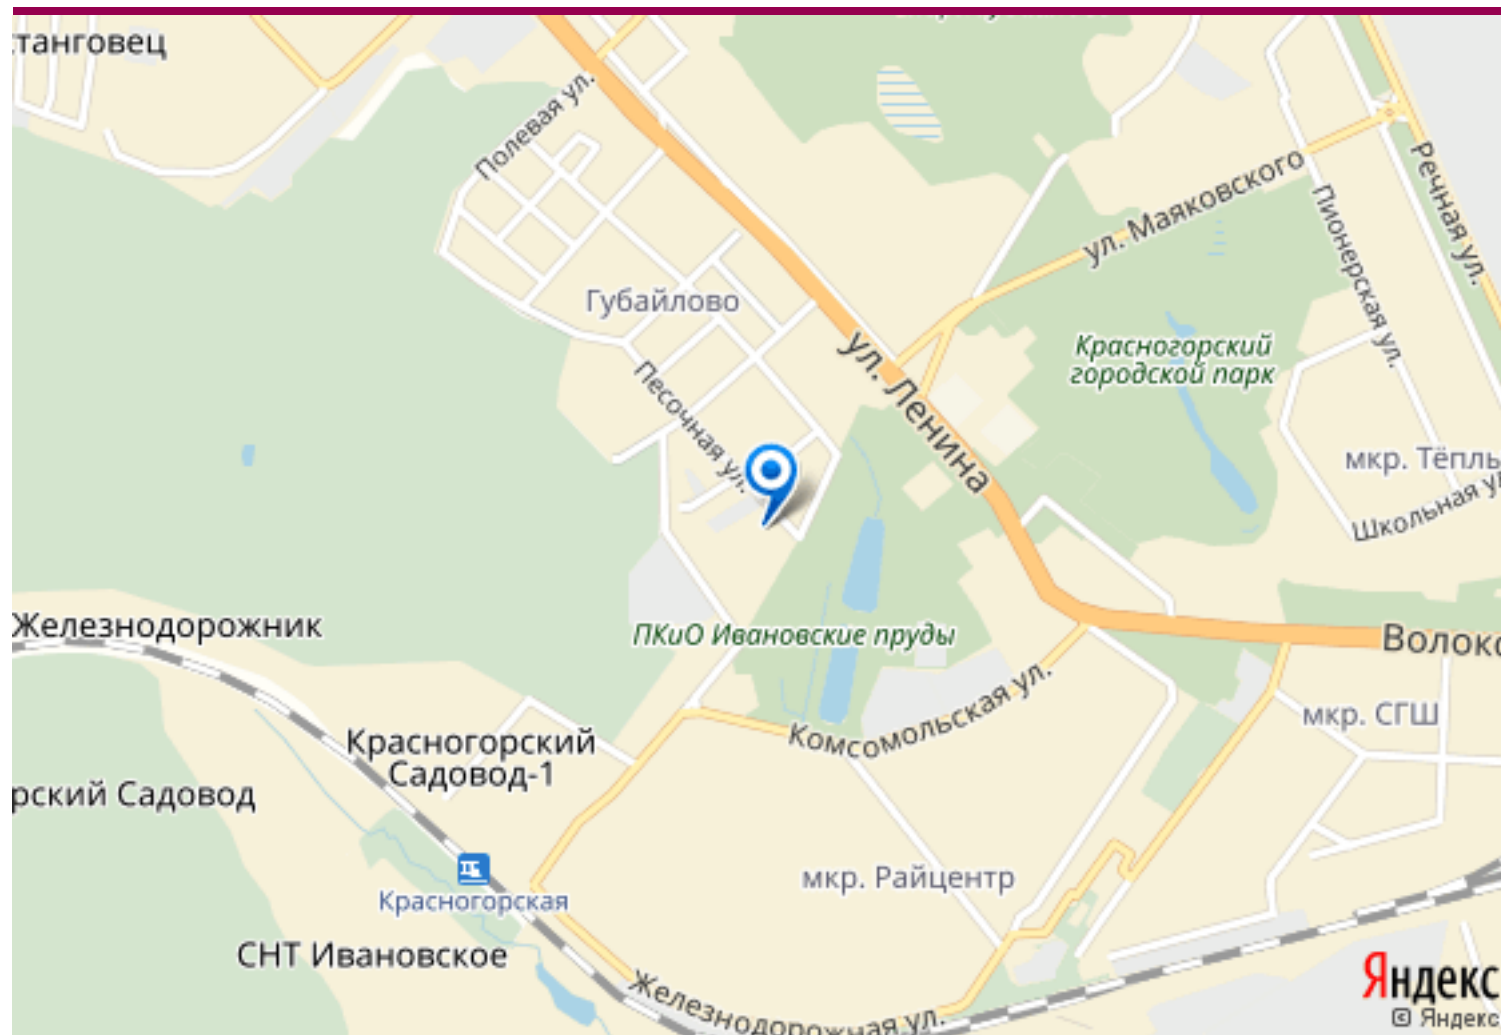 танговец
Полевая ул.
ул. Маяковского
Речная ул.
Пионерская ул.
Губайлово
ул. Ленина
Красногорский
городской парк
Песочная ул.
мкр. Тёплы
Школьная ул
Железнодорожник
ПКиО Ивановские пруды
Волоко
Комсомольская ул.
мкр. СГШ
Красногорский
Садовод-1
рский Садовод
мкр. Райцентр
Красногорская
СНТ Ивановское
Железнодорожная ул.
Яндекс
© Яндекс